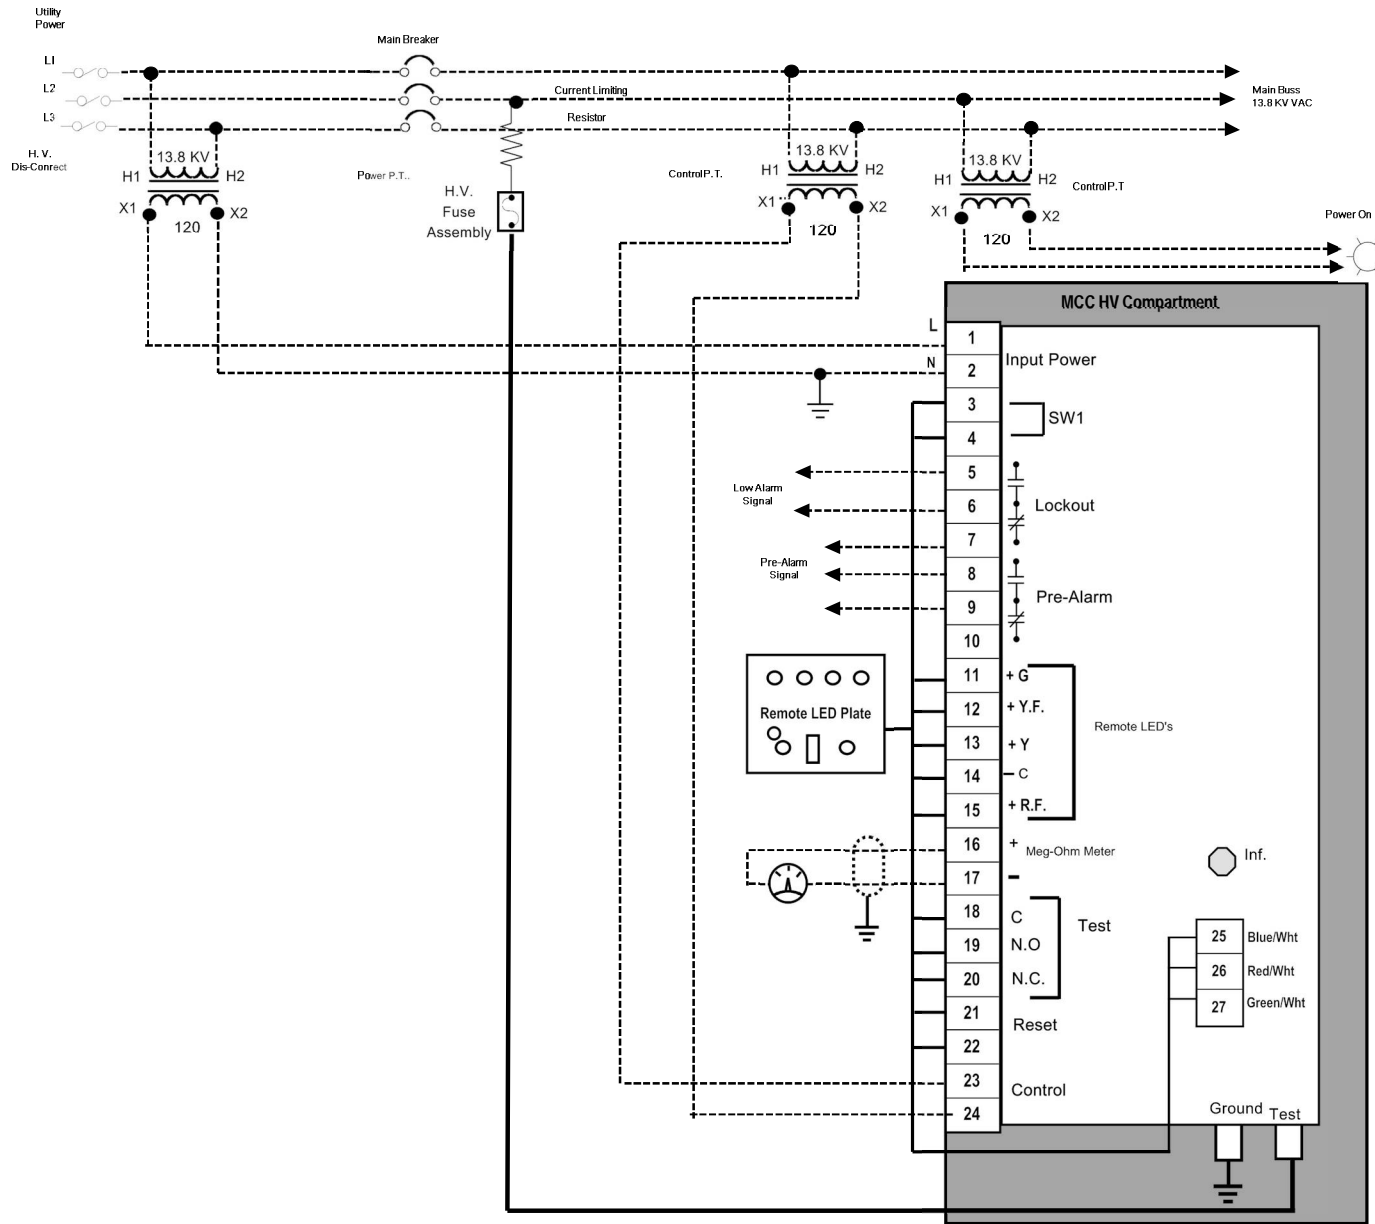 Utility
Power
Main Breaker
L1
L2
Current Limiting
Main Buss
13.8 KV VAC
L3
Resistor
H. V.
Dis-Conrect
13.8 KV
H1
H2
X1
X2
120
Power P.T..
H.V.
Fuse
Assembly
ControlP.T.
13.8 KV
H1
H2
X1
X2
120
13.8 KV
H1
H2
X1
X2
120
ControlP.T
Power On
MCC HV Compartment
L
1
Input Power
N
2
3
SW1
4
5
Low Alarm
Signal
6
Lockout
7
Pre-Alarm
Signal
8
9
Pre-Alarm
10
11
+ G
12
+ Y.F.
Remote LED Plate
Remote LED's
13
+ Y
14
– C
15
+ R.F.
16
+
Meg-Ohm Meter
17
–
Inf.
18
C
Test
19
N.O
20
N.C.
21
Reset
22
23
Control
24
25
Blue/Wht
26
Red/Wht
27
Green/Wht
Ground
Test